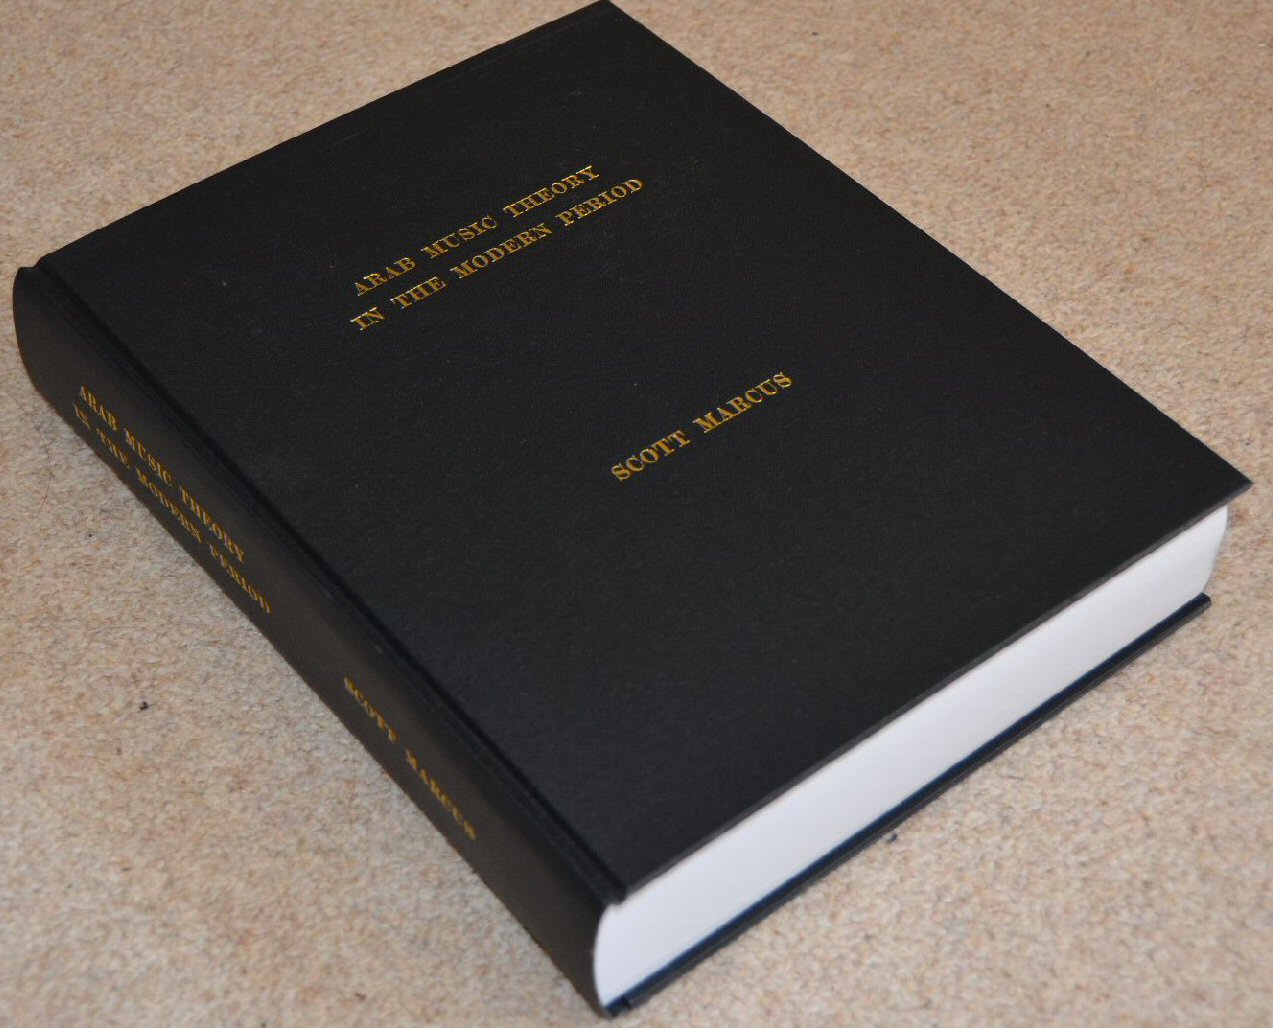 ARAB MUSIC THEORY
IN THE MODERN PERIOD
SCOTT MARCUS
ARAB MUSIC THEORY
IN THE MODERN PERIOD
SCOTT MARCUS